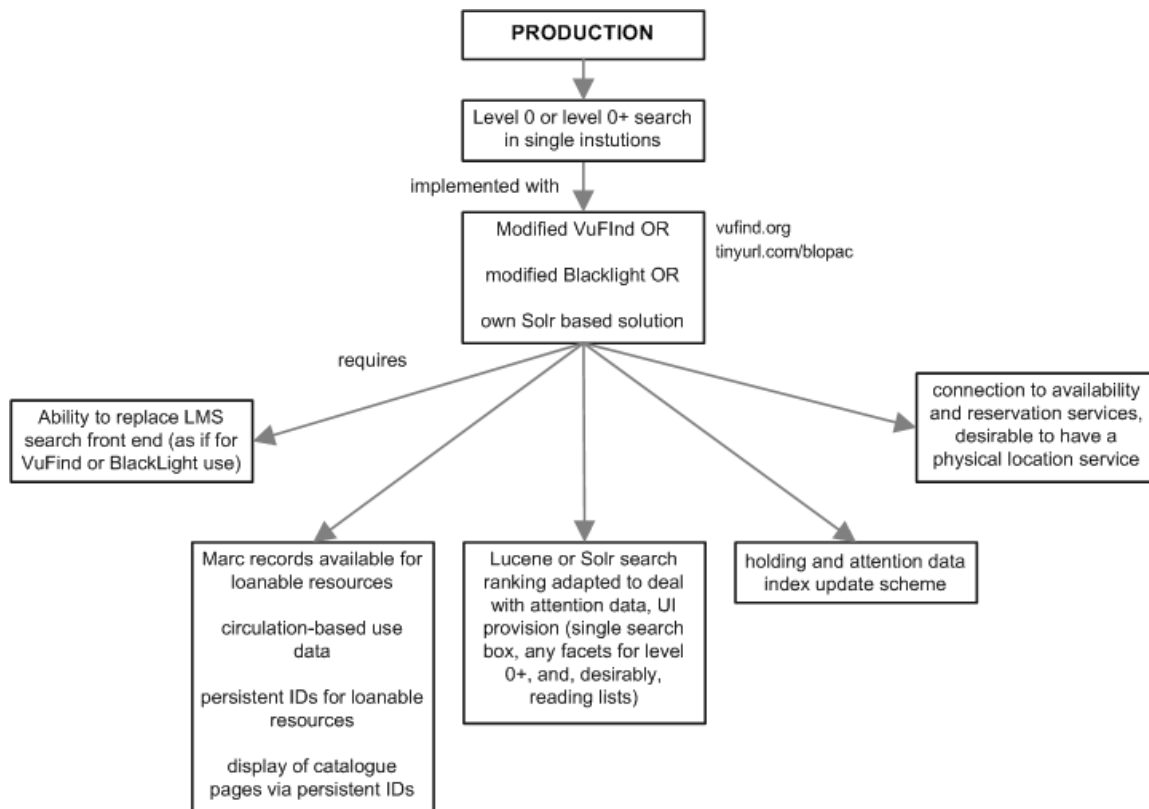 PRODUCTION
Level 0 or level 0+ search
in single instutions
implemented with
Modified VuFInd OR
modified Blacklight OR
own Solr based solution
vufind.org
tinyurl.com/blopac
requires
Ability to replace LMS
search front end (as if for
VuFind or BlackLight use)
connection to availability
and reservation services,
desirable to have a
physical location service
Marc records available for
loanable resources
circulation-based use
data
persistent IDs for loanable
resources
display of catalogue
pages via persistent IDs
Lucene or Solr search
ranking adapted to deal
with attention data, UI
provision (single search
box, any facets for level
0+, and, desirably,
reading lists)
holding and attention data
index update scheme